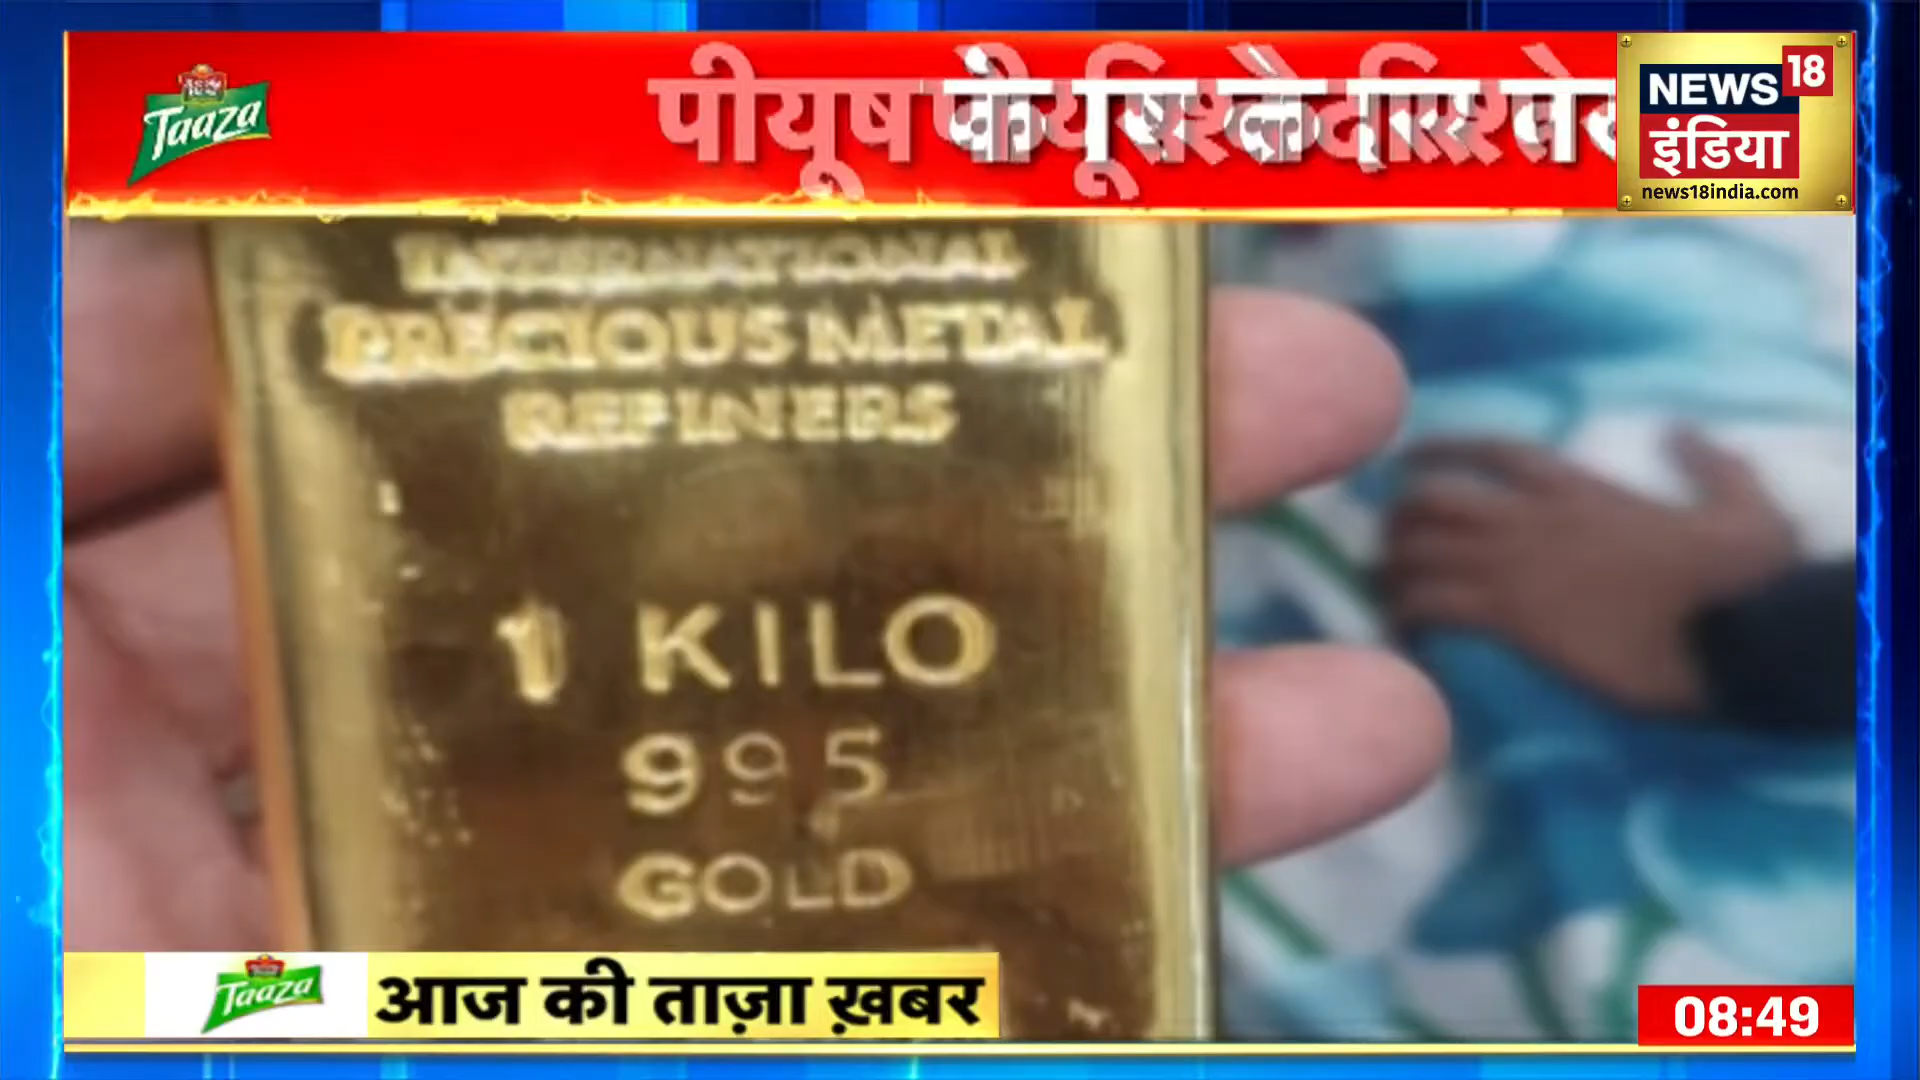 Taaza
पीयूष के
NEWS 18
इंडिया
news18india.com
INTERNATIONAL
PRECIOUS METAL
REFINERS
1 KILO
995
GOLD
Taaza
आज की ताज़ा ख़बर
08:49